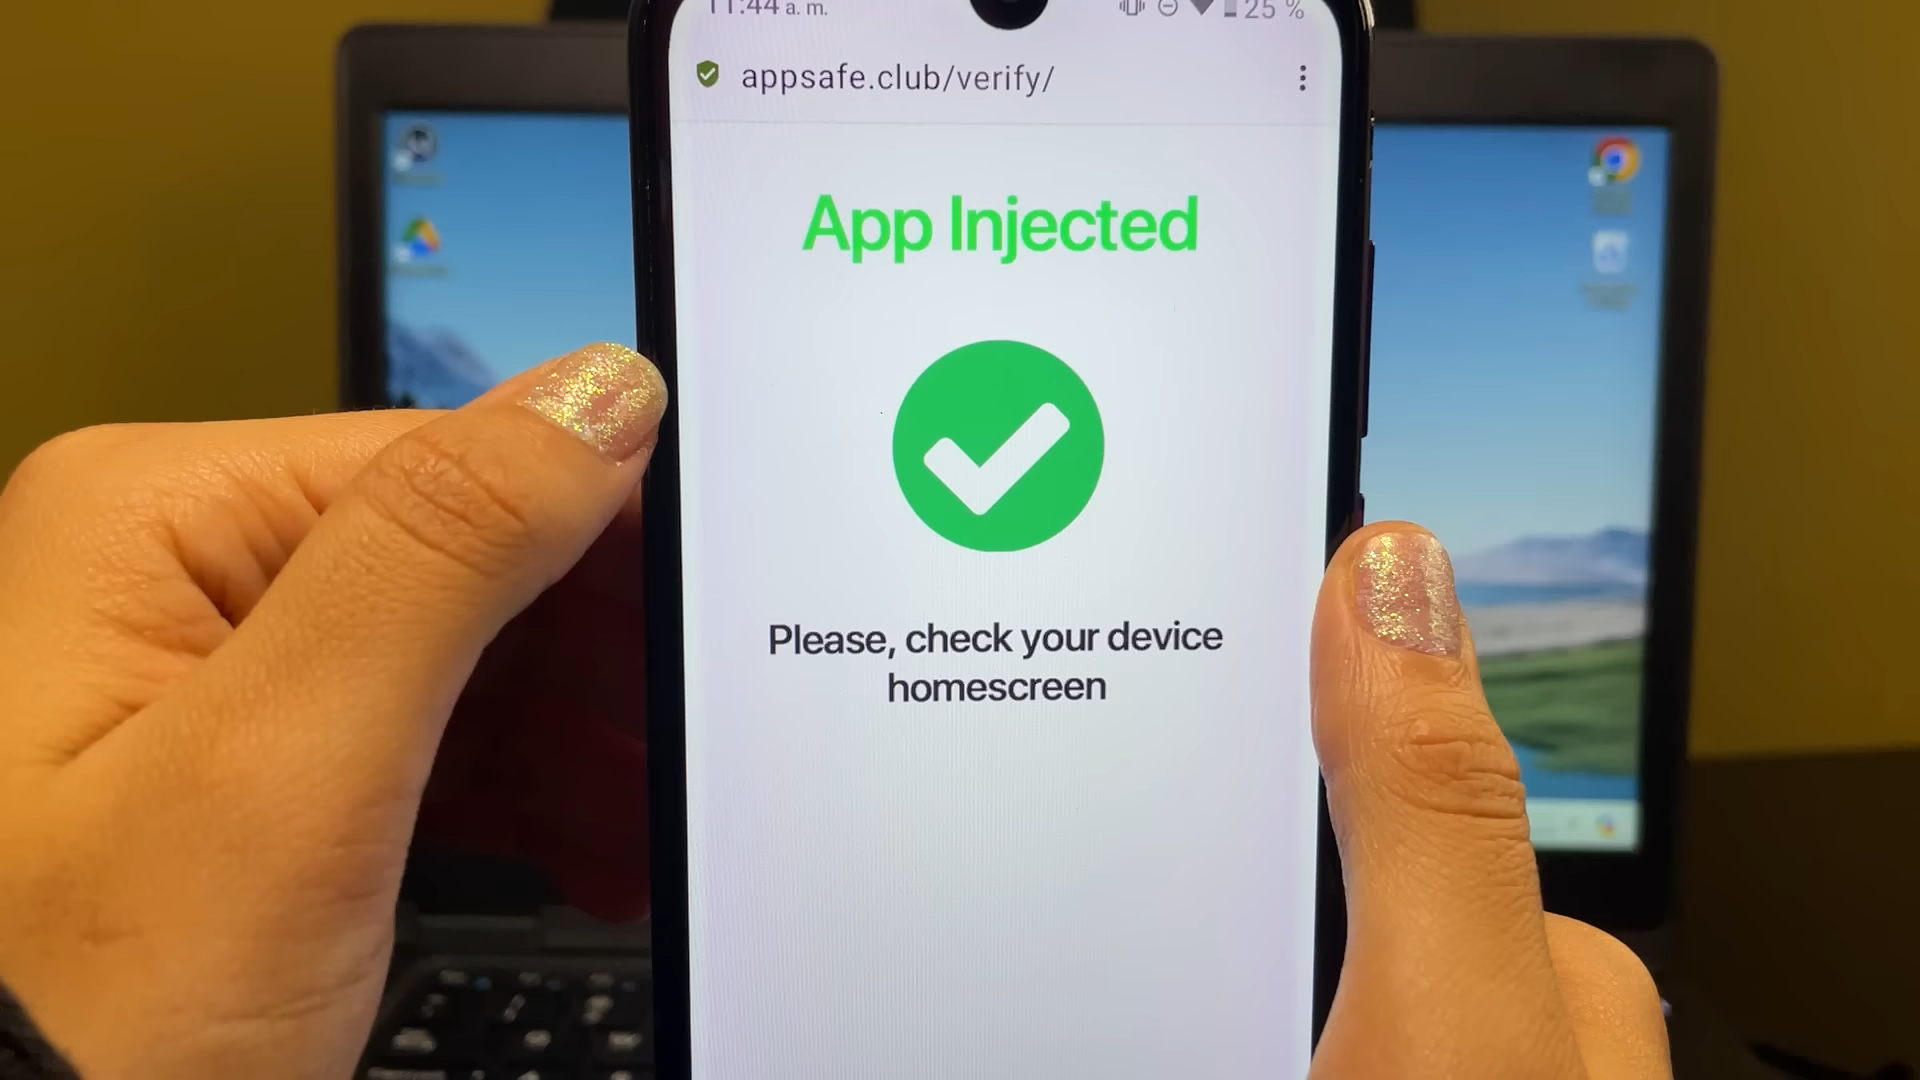 11:44 a. m. 25 %
appsafe.club/verify/
App Injected
Please, check your device
homescreen